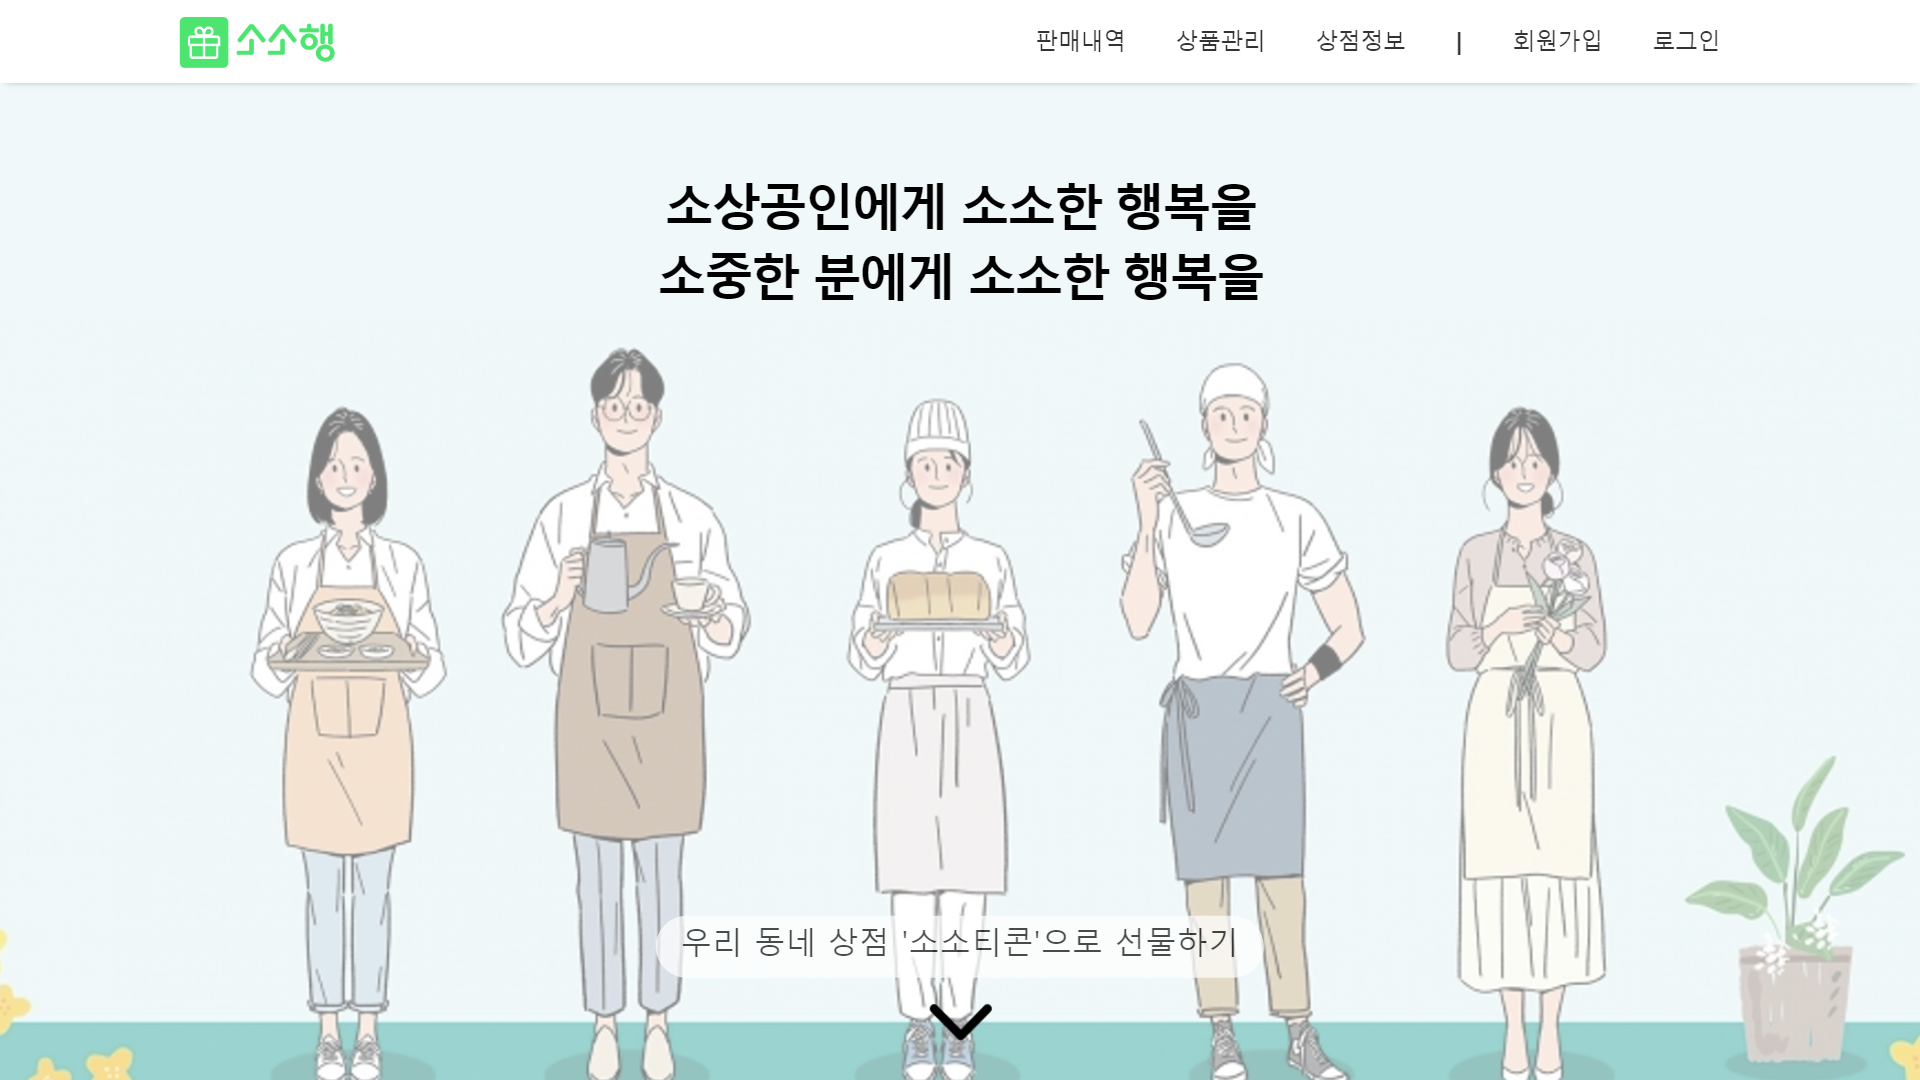 소소행
판매내역 상품관리 상점정보 | 회원가입 로그인
소상공인에게 소소한 행복을
소중한 분에게 소소한 행복을
우리 동네 상점 '소소티콘'으로 선물하기